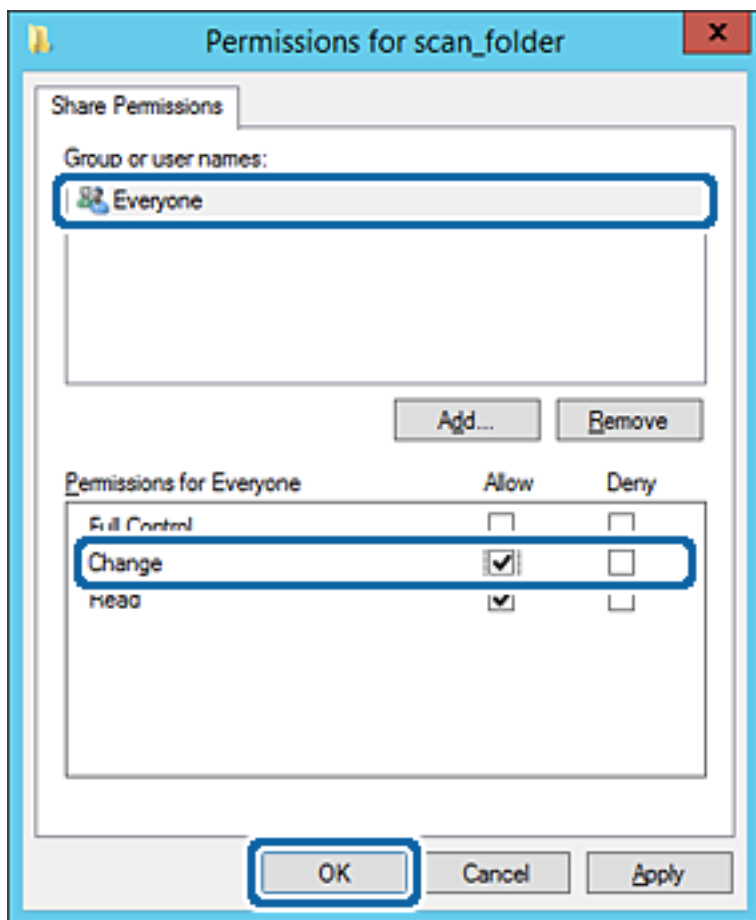 Permissions for scan_folder
Share Permissions
Group or user names:
Everyone
Add... Remove
Permissions for Everyone Allow Deny
Full Control
Change
Read
OK Cancel Apply